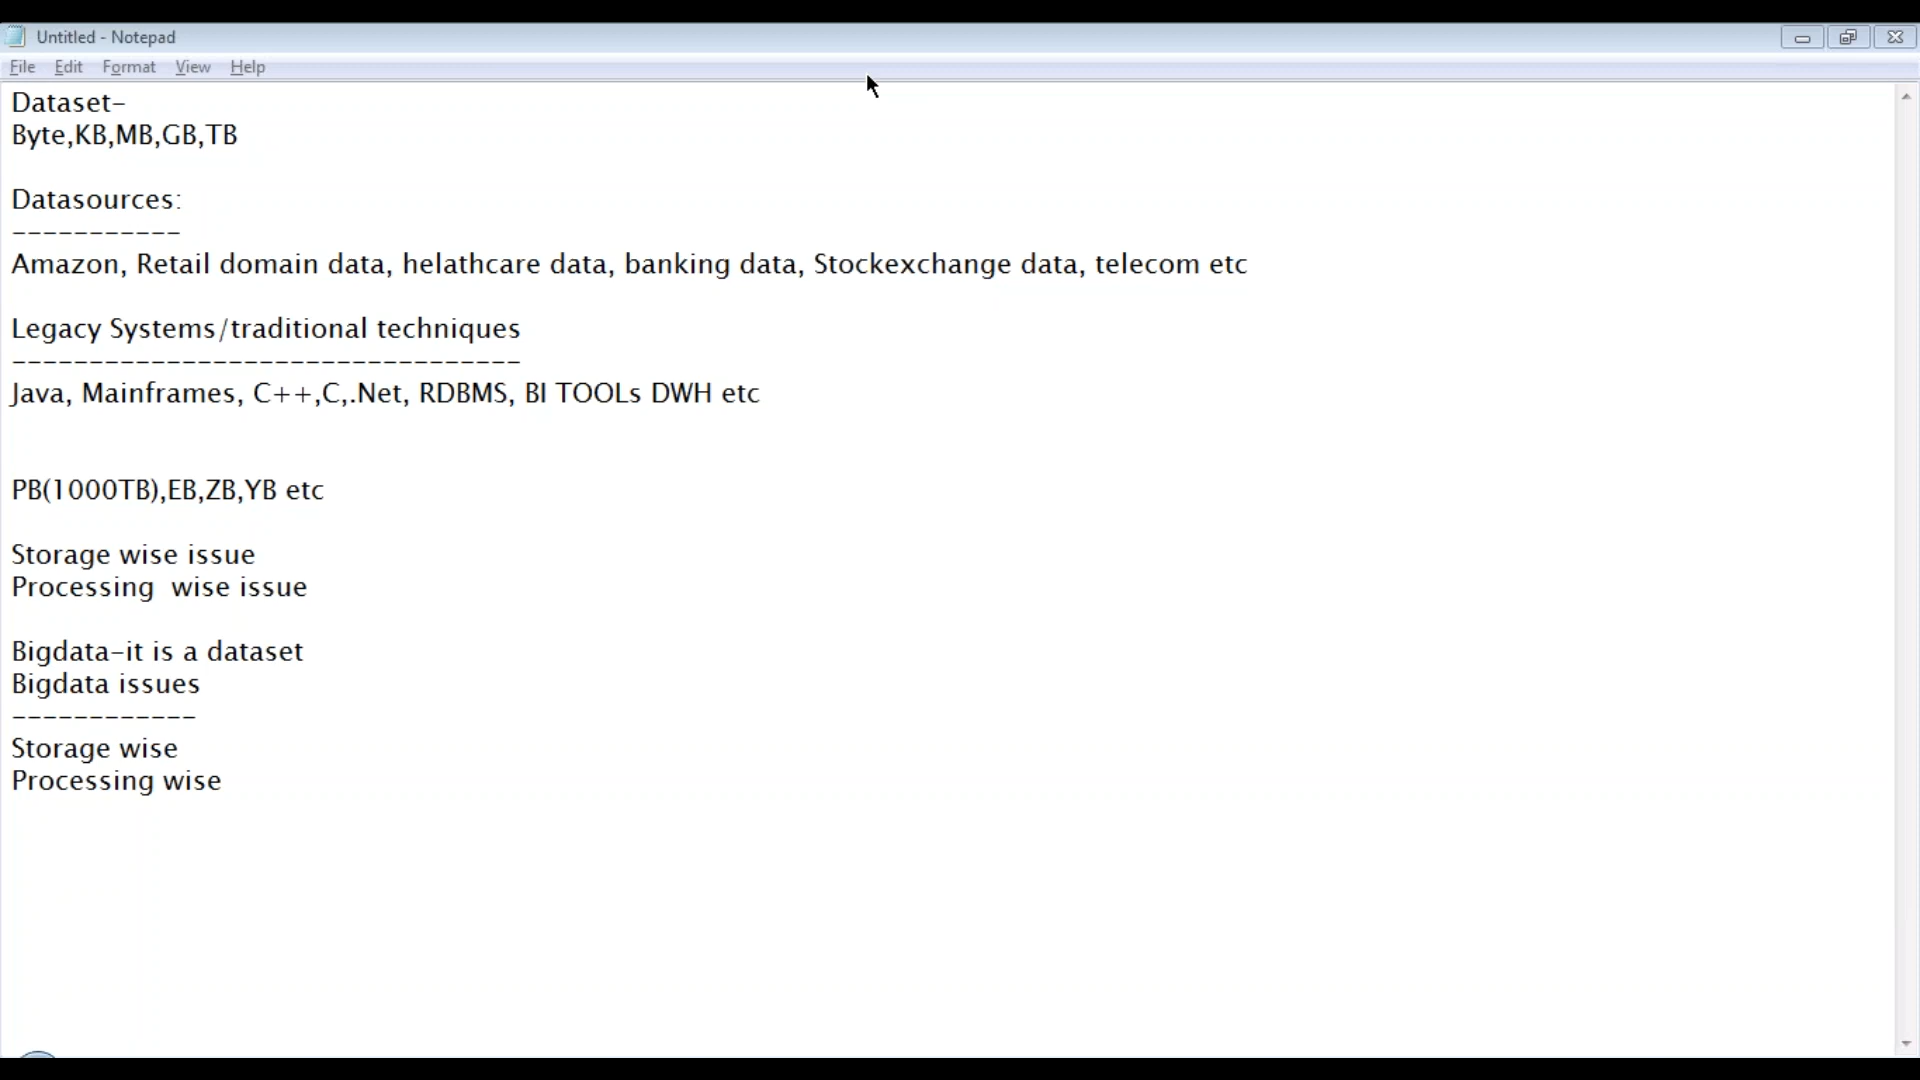 Untitled - Notepad
File Edit Format View Help
Dataset-
Byte,KB,MB,GB,TB
Datasources:
-----------
Amazon, Retail domain data, helathcare data, banking data, Stockexchange data, telecom etc
Legacy Systems/traditional techniques
---------------------------------
Java, Mainframes, C++,C,.Net, RDBMS, BI TOOLs DWH etc
PB(1000TB),EB,ZB,YB etc
Storage wise issue
Processing  wise issue
Bigdata-it is a dataset
Bigdata issues
------------
Storage wise
Processing wise